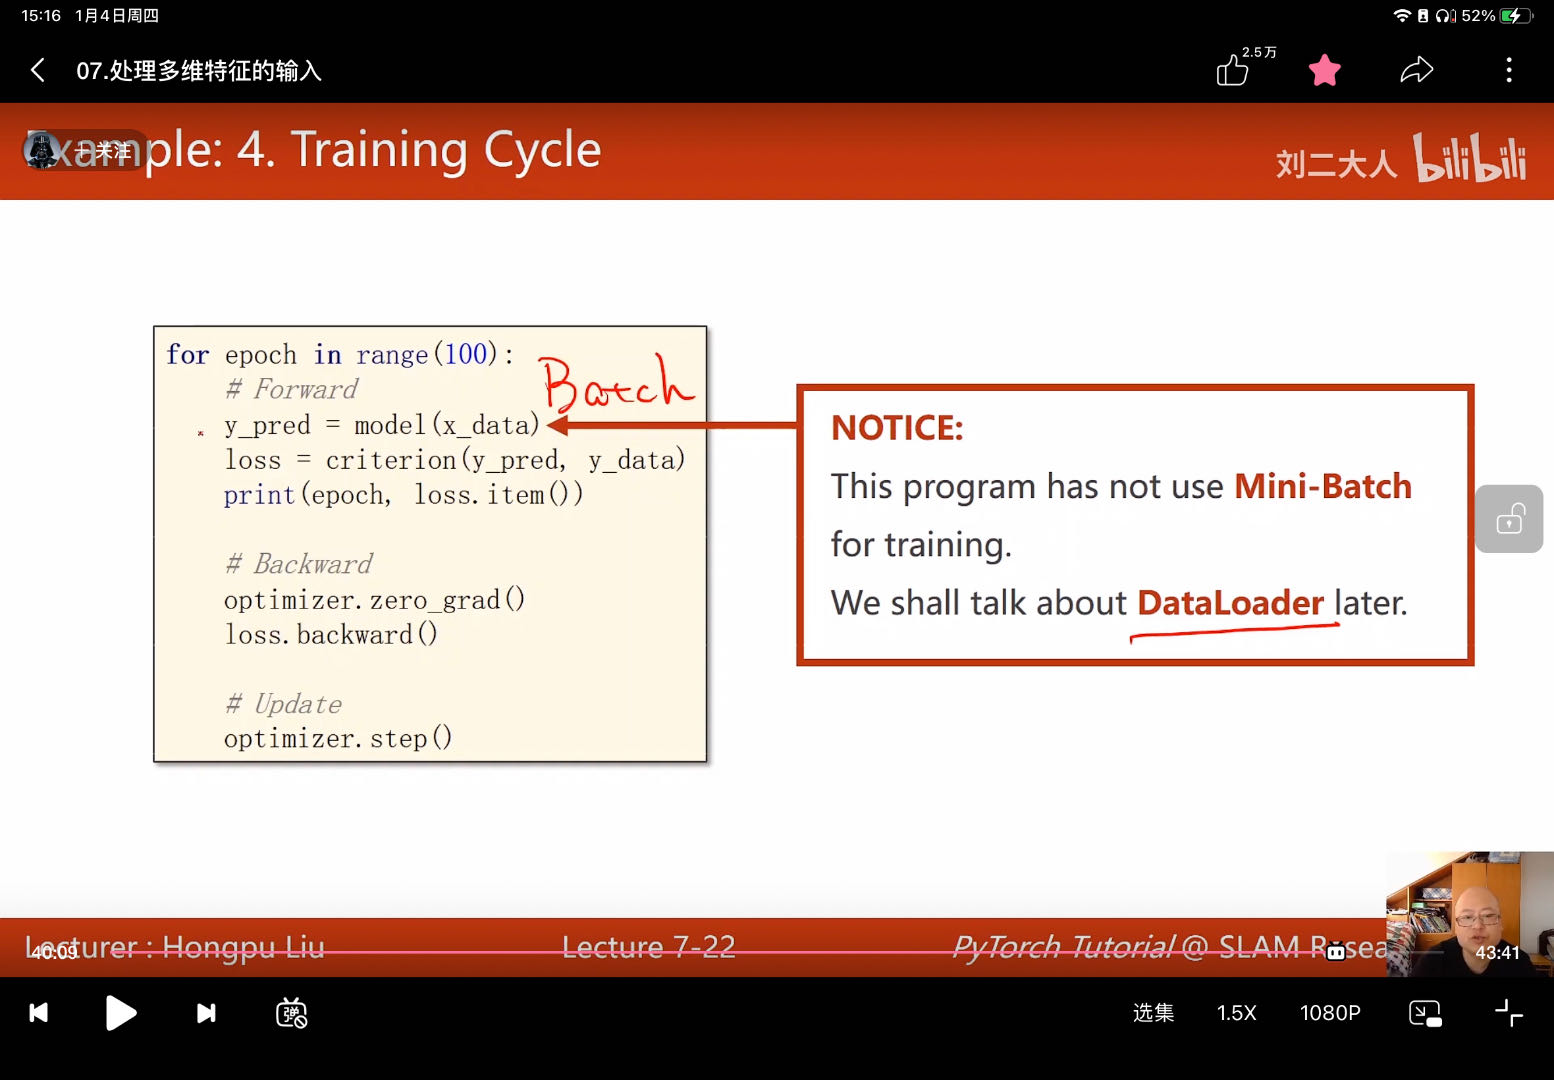 15:16 1月4日周四
52%
07.处理多维特征的输入
2.5万
Example: 4. Training Cycle
+关注
刘二大人 bilibili
for epoch in range(100):
# Forward
Batch
y_pred = model(x_data)
loss = criterion(y_pred, y_data)
print(epoch, loss.item())
# Backward
optimizer.zero_grad()
loss.backward()
# Update
optimizer.step()
NOTICE:
This program has not use Mini-Batch
for training.
We shall talk about DataLoader later.
Lecturer : Hongpu Liu
Lecture 7-22
PyTorch Tutorial @ SLAM Resea
40:09
43:41
弹
选集
1.5X
1080P